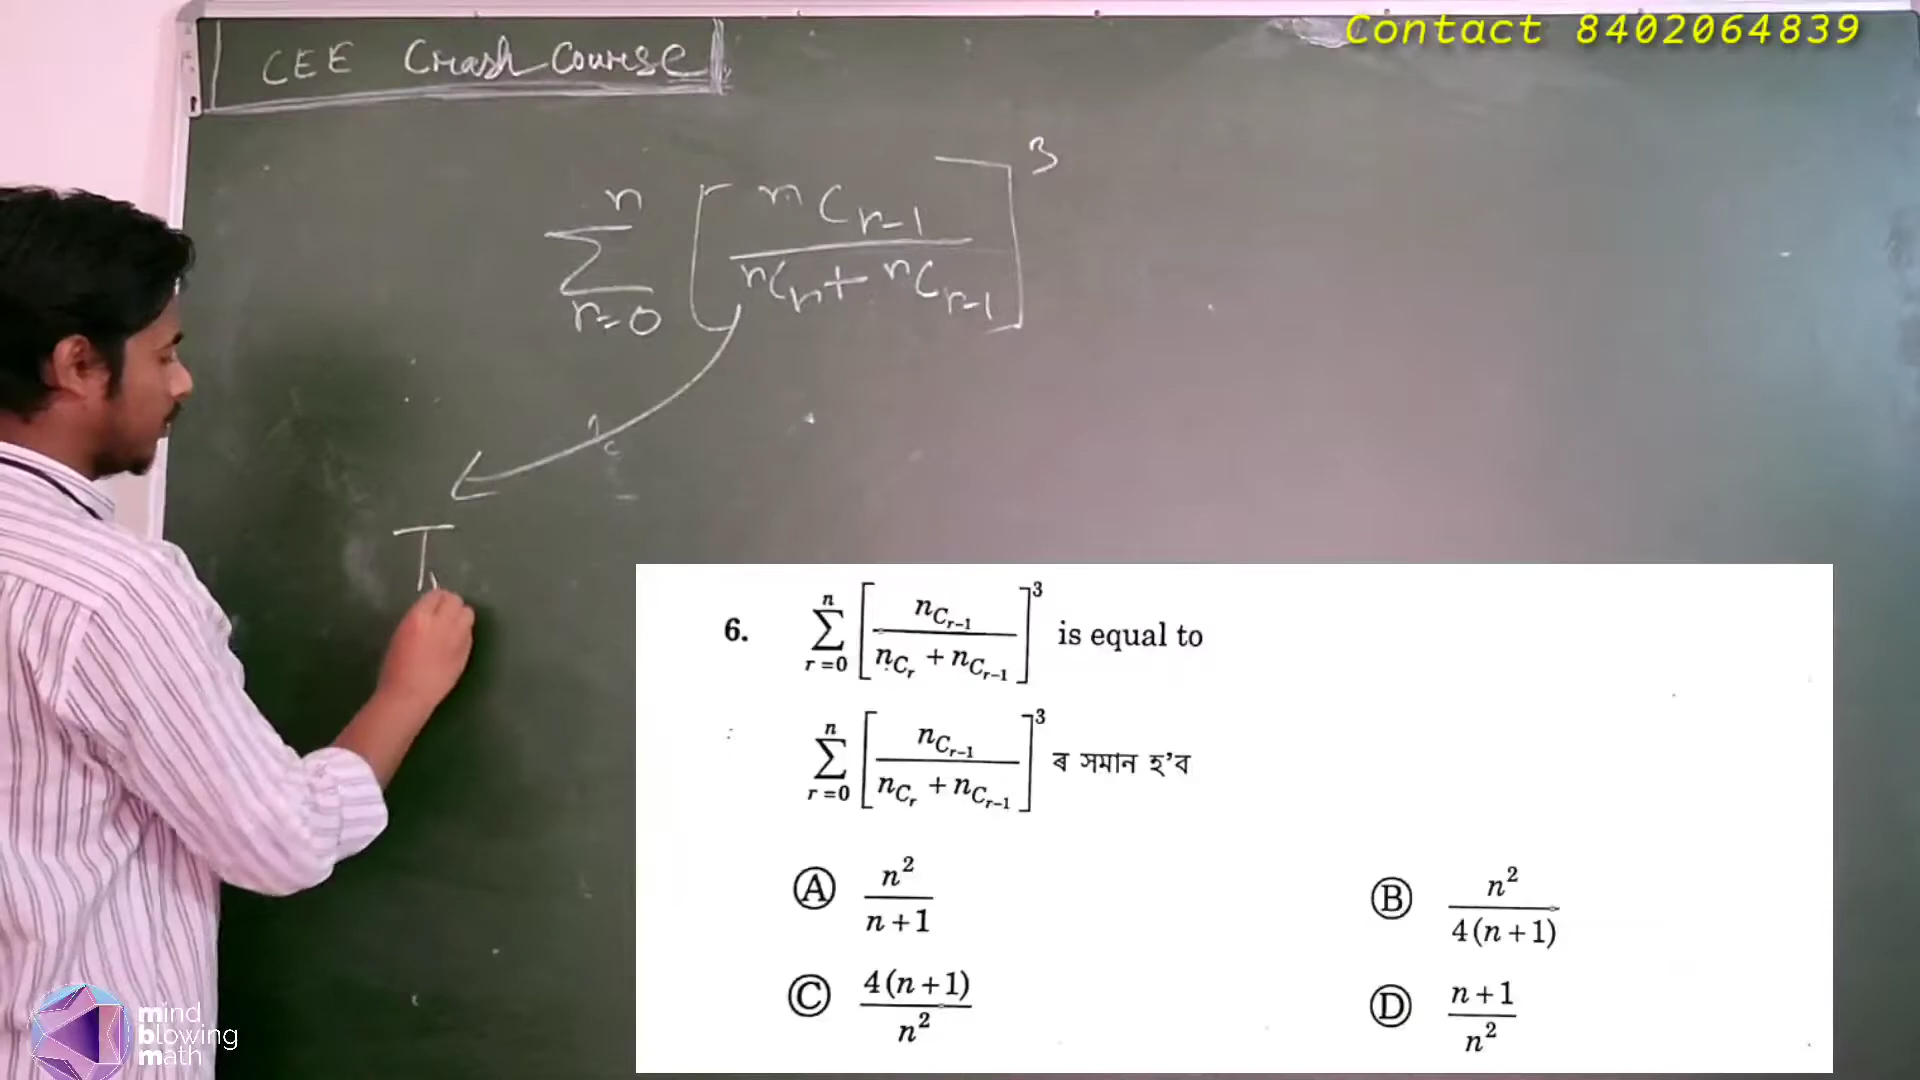 Contact 8402064839
CEE Crash Course
n
∑
r=0
[ nCr-1 / nCr + nCr-1 ]3
T
6. n ∑ r=0 [ nCr-1 / nCr + nCr-1 ]3 is equal to
n ∑ r=0 [ nCr-1 / nCr + nCr-1 ]3 ৰ সমান হ'ব
A n2 / n+1
B n2 / 4(n+1)
C 4(n+1) / n2
D n+1 / n2
mind
blowing
math